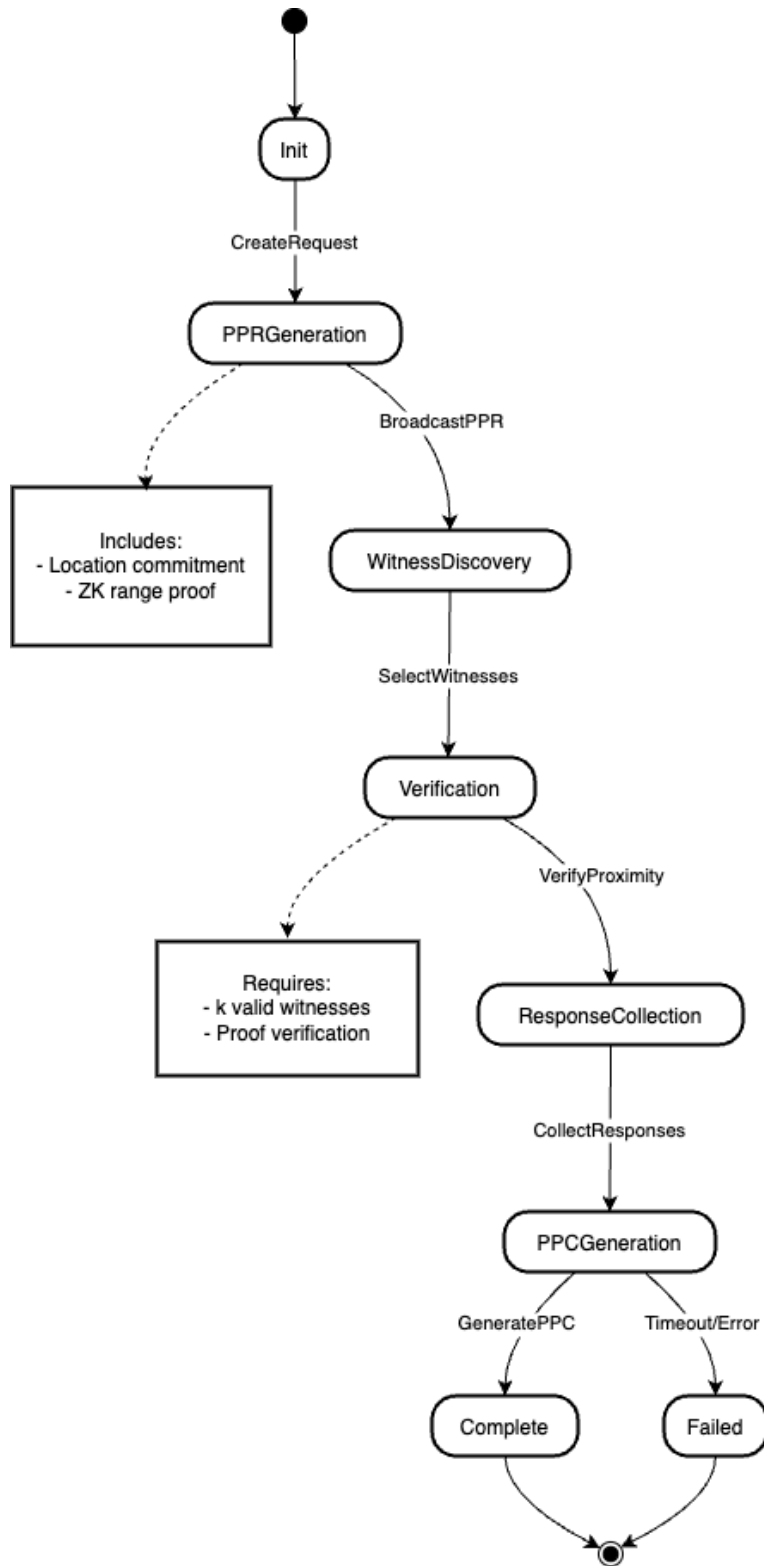 Init
CreateRequest
PPRGeneration
BroadcastPPR
Includes:
- Location commitment
- ZK range proof
WitnessDiscovery
SelectWitnesses
Verification
VerifyProximity
Requires:
- k valid witnesses
- Proof verification
ResponseCollection
CollectResponses
PPCGeneration
GeneratePPC
Timeout/Error
Complete
Failed